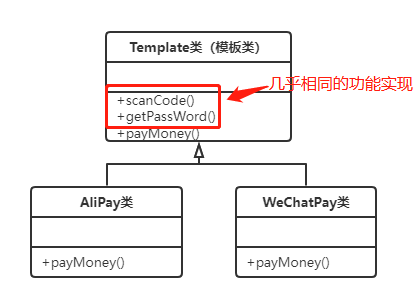 Template类（模板类）
几乎相同的功能实现
+scanCode()
+getPassWord()
+payMoney()
AliPay类
WeChatPay类
+payMoney()
+payMoney()